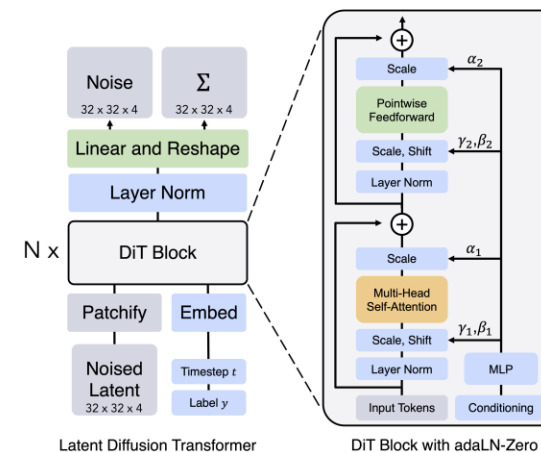 Noise
32 x 32 x 4
Σ
32 x 32 x 4
Linear and Reshape
Layer Norm
N x
DiT Block
Patchify
Embed
Noised
Latent
32 x 32 x 4
Timestep t
Label y
Latent Diffusion Transformer
+
Scale
α₂
Pointwise
Feedforward
Scale, Shift
γ₂,β₂
Layer Norm
+
Scale
α₁
Multi-Head
Self-Attention
Scale, Shift
γ₁,β₁
Layer Norm
MLP
Input Tokens
Conditioning
DiT Block with adaLN-Zero